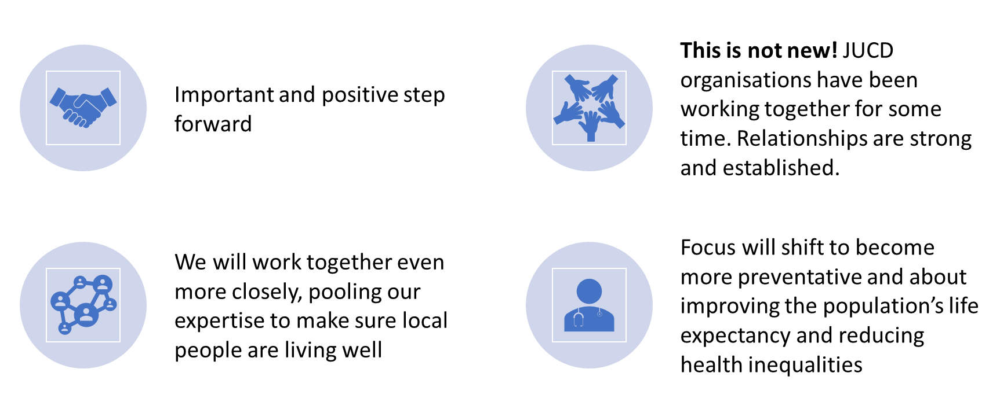 Important and positive step
forward
This is not new! JUCD
organisations have been
working together for some
time. Relationships are strong
and established.
We will work together even
more closely, pooling our
expertise to make sure local
people are living well
Focus will shift to become
more preventative and about
improving the population’s life
expectancy and reducing
health inequalities